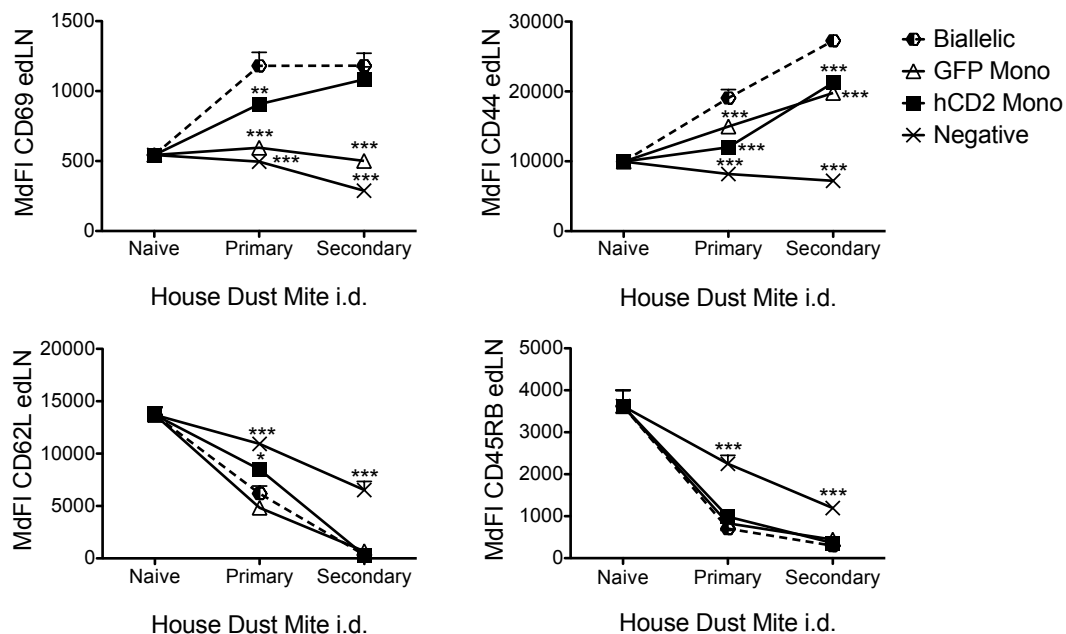 MdFI CD69 edLN
1500
1000
500
0
**
***
***
***
***
Naive Primary Secondary
House Dust Mite i.d.
MdFI CD44 edLN
30000
20000
10000
0
***
***
***
***
***
***
Naive Primary Secondary
House Dust Mite i.d.
Biallelic
GFP Mono
hCD2 Mono
Negative
MdFI CD62L edLN
20000
15000
10000
5000
0
***
*
***
Naive Primary Secondary
House Dust Mite i.d.
MdFI CD45RB edLN
5000
4000
3000
2000
1000
0
***
***
Naive Primary Secondary
House Dust Mite i.d.